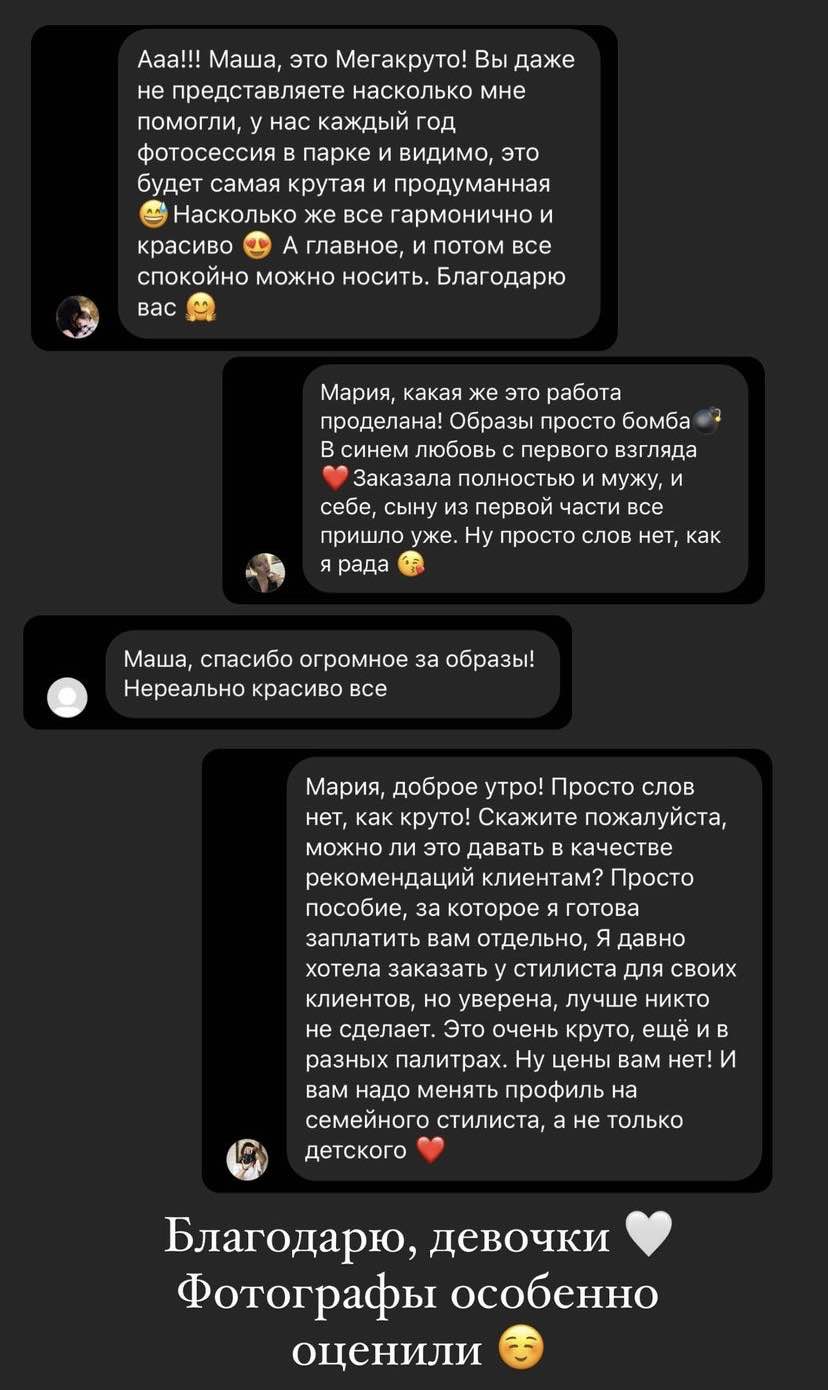 Ааа!!! Маша, это Мегакруто! Вы даже
не представляете насколько мне
помогли, у нас каждый год
фотосессия в парке и видимо, это
будет самая крутая и продуманная
😅Насколько же все гармонично и
красиво 😍 А главное, и потом все
спокойно можно носить. Благодарю
вас 🤗
Мария, какая же это работа
проделана! Образы просто бомба💣
В синем любовь с первого взгляда
❤️Заказала полностью и мужу, и
себе, сыну из первой части все
пришло уже. Ну просто слов нет, как
я рада 😘
Маша, спасибо огромное за образы!
Нереально красиво все
Мария, доброе утро! Просто слов
нет, как круто! Скажите пожалуйста,
можно ли это давать в качестве
рекомендаций клиентам? Просто
пособие, за которое я готова
заплатить вам отдельно, Я давно
хотела заказать у стилиста для своих
клиентов, но уверена, лучше никто
не сделает. Это очень круто, ещё и в
разных палитрах. Ну цены вам нет! И
вам надо менять профиль на
семейного стилиста, а не только
детского ❤️
Благодарю, девочки 🤍
Фотографы особенно
оценили ☺️